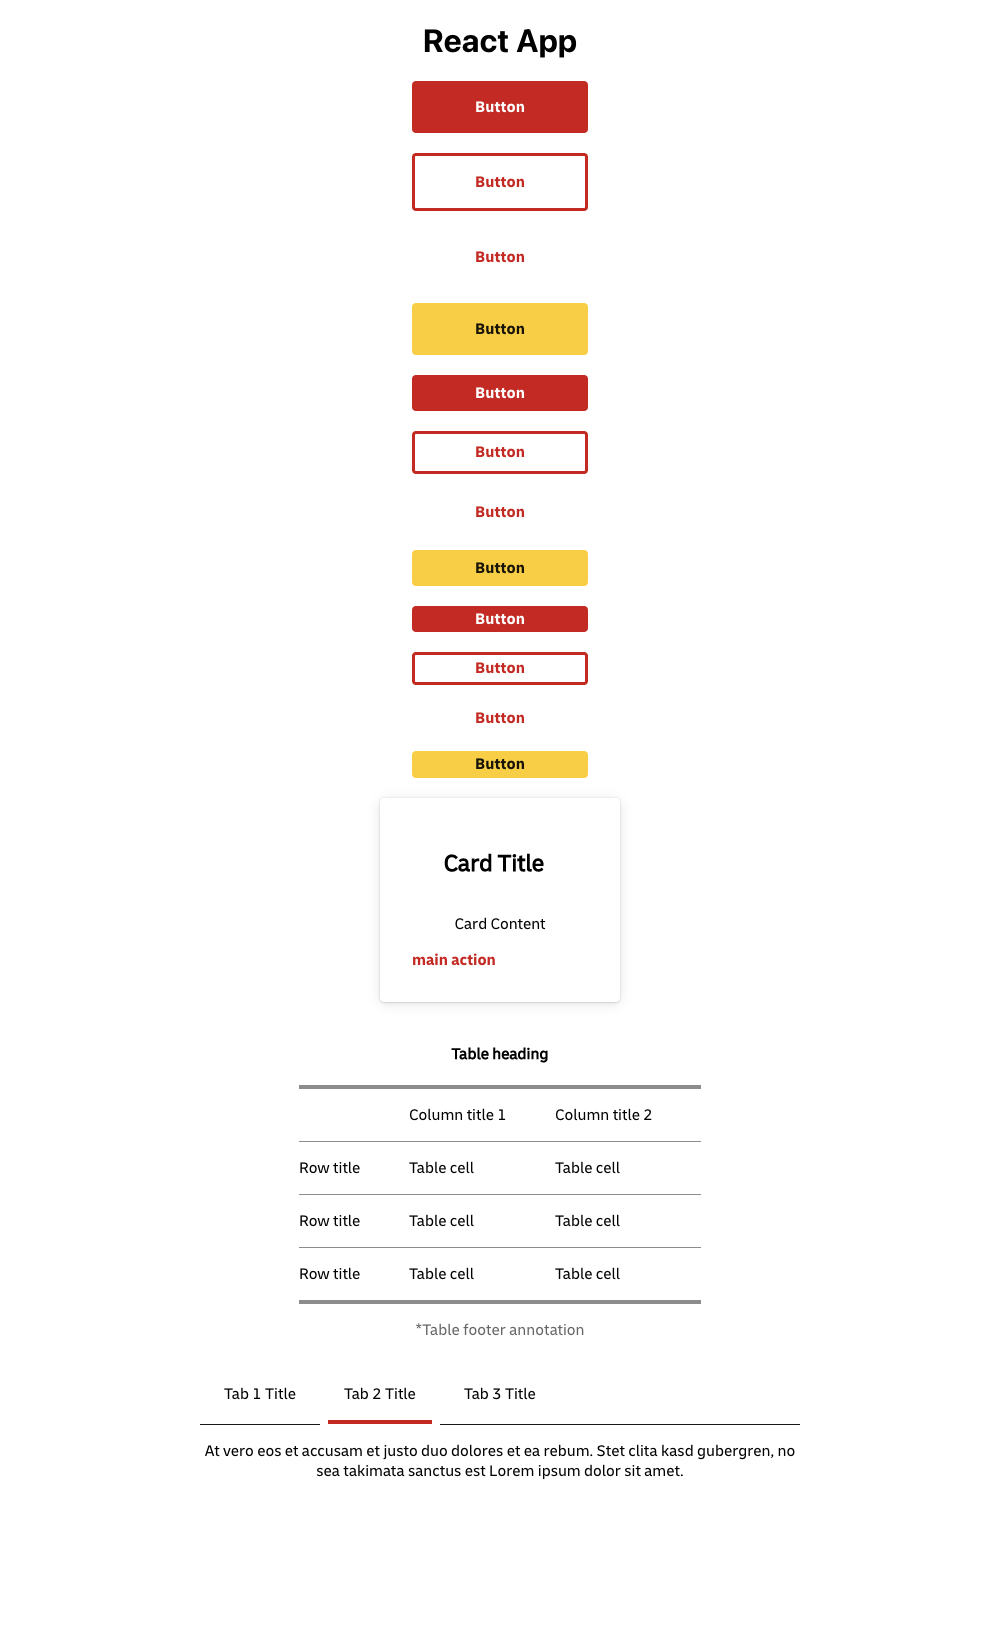 React App
Button
Button
Button
Button
Button
Button
Button
Button
Button
Button
Button
Button
Card Title
Card Content
main action
Table heading
Column title 1 Column title 2
Row title Table cell Table cell
Row title Table cell Table cell
Row title Table cell Table cell
*Table footer annotation
Tab 1 Title Tab 2 Title Tab 3 Title
At vero eos et accusam et justo duo dolores et ea rebum. Stet clita kasd gubergren, no
sea takimata sanctus est Lorem ipsum dolor sit amet.